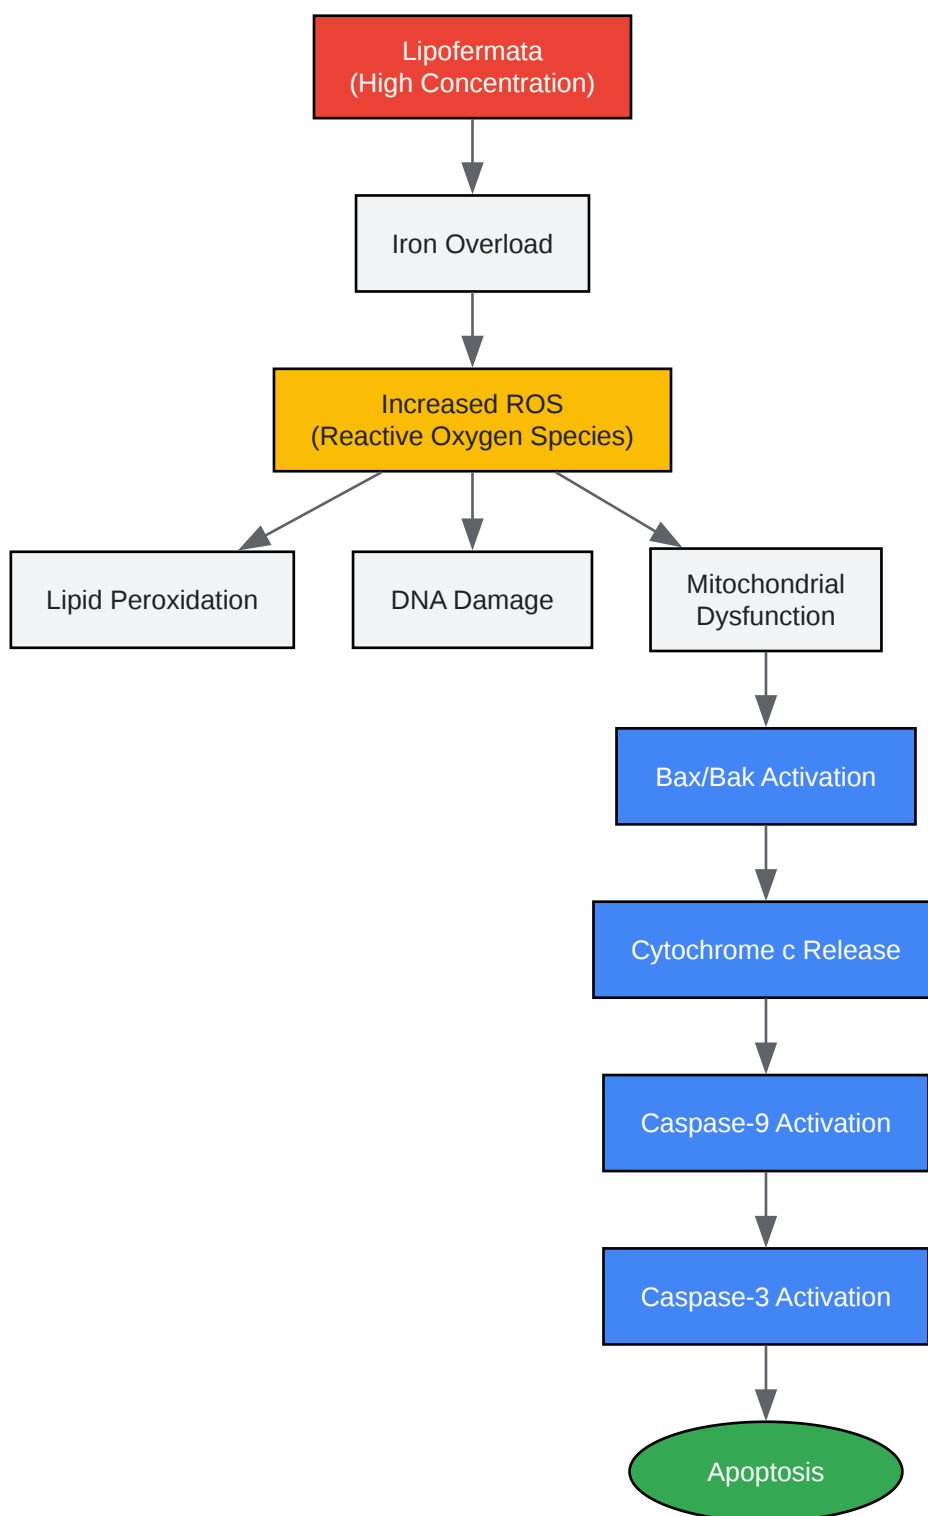 Lipofermata
(High Concentration)
Iron Overload
Increased ROS
(Reactive Oxygen Species)
Lipid Peroxidation
DNA Damage
Mitochondrial
Dysfunction
Bax/Bak Activation
Cytochrome c Release
Caspase-9 Activation
Caspase-3 Activation
Apoptosis